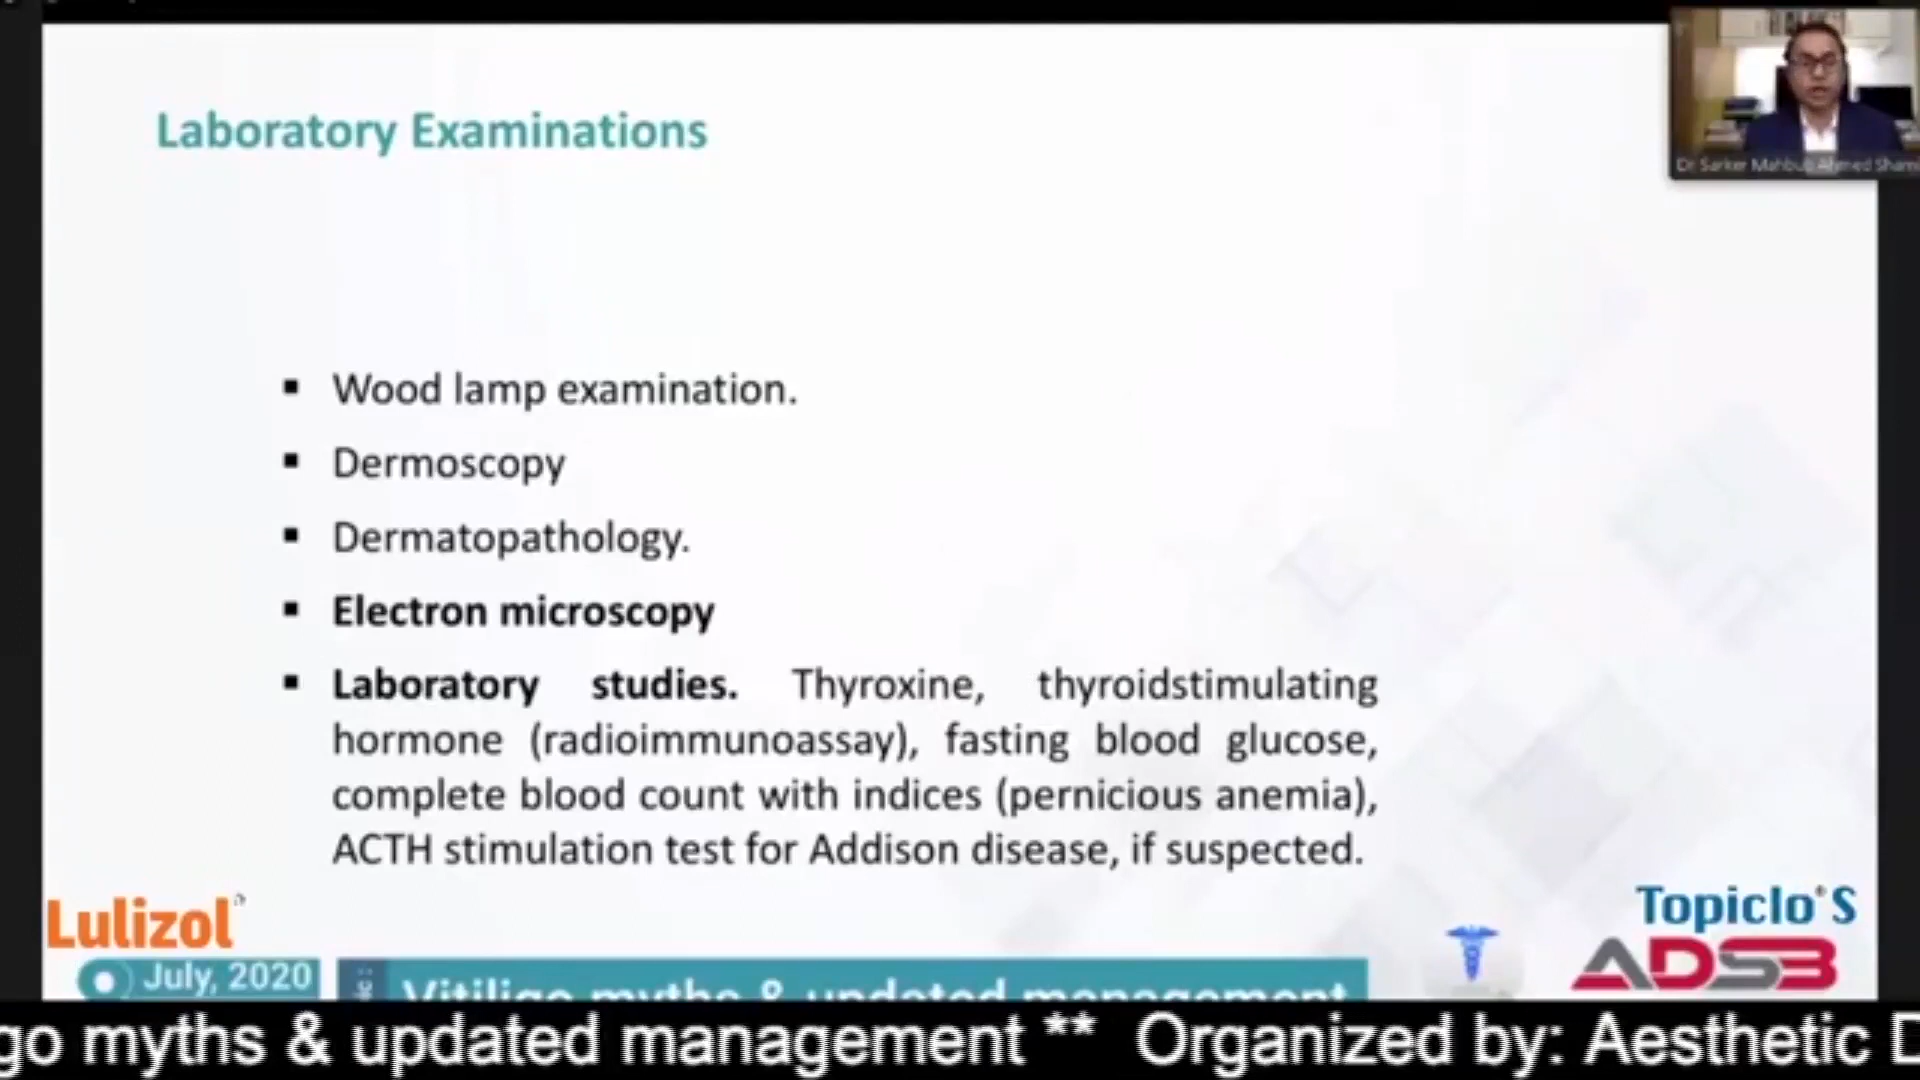 Laboratory Examinations
Dr Sarker Mahbub Ahmed Shami
▪ Wood lamp examination.
▪ Dermoscopy
▪ Dermatopathology.
▪ Electron microscopy
▪ Laboratory studies. Thyroxine, thyroidstimulating
hormone (radioimmunoassay), fasting blood glucose,
complete blood count with indices (pernicious anemia),
ACTH stimulation test for Addison disease, if suspected.
Lulizol
Topiclo®S
ADSB
July, 2020
Vitiligo myths & updated management
go myths & updated management ** Organized by: Aesthetic D